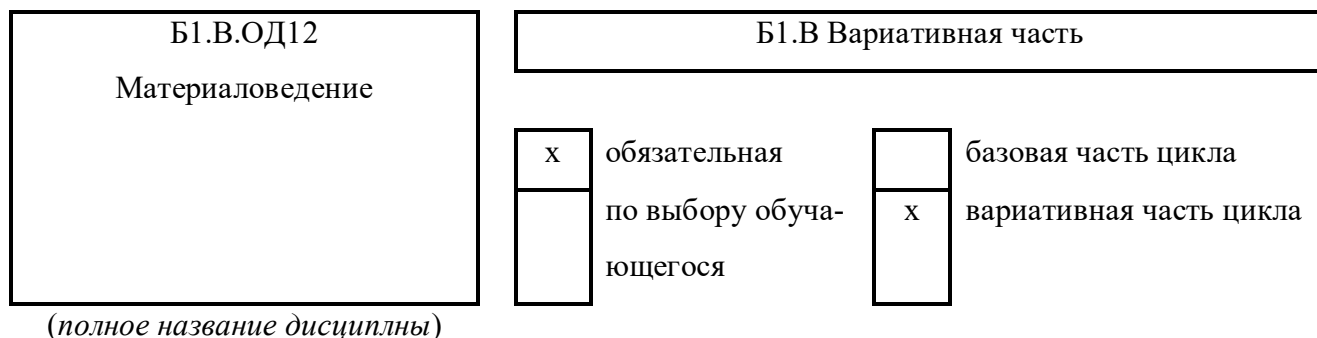 Б1.В.ОД12
Материаловедение
Б1.В Вариативная часть
х обязательная
по выбору обуча-
ющегося
базовая часть цикла
х вариативная часть цикла
(полное название дисциплны)